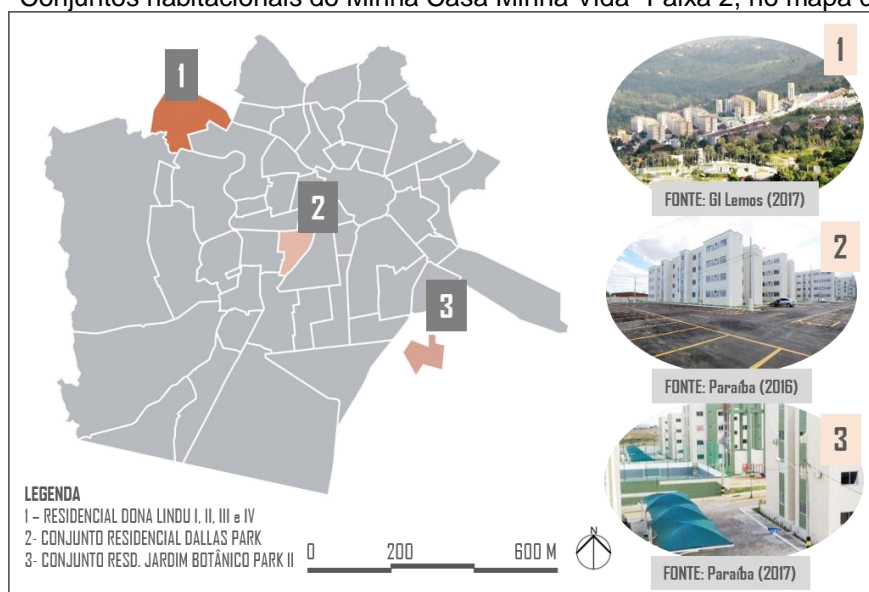 Conjuntos habitacionais do Minha Casa Minha Vida- Faixa 2, no mapa
1
2
3
1
FONTE: GI Lemos (2017)
2
FONTE: Paraíba (2016)
3
FONTE: Paraíba (2017)
LEGENDA
1 – RESIDENCIAL DONA LINDU I, II, III e IV
2- CONJUNTO RESIDENCIAL DALLAS PARK
3- CONJUNTO RESD. JARDIM BOTÂNICO PARK II
0 200 600 M
N